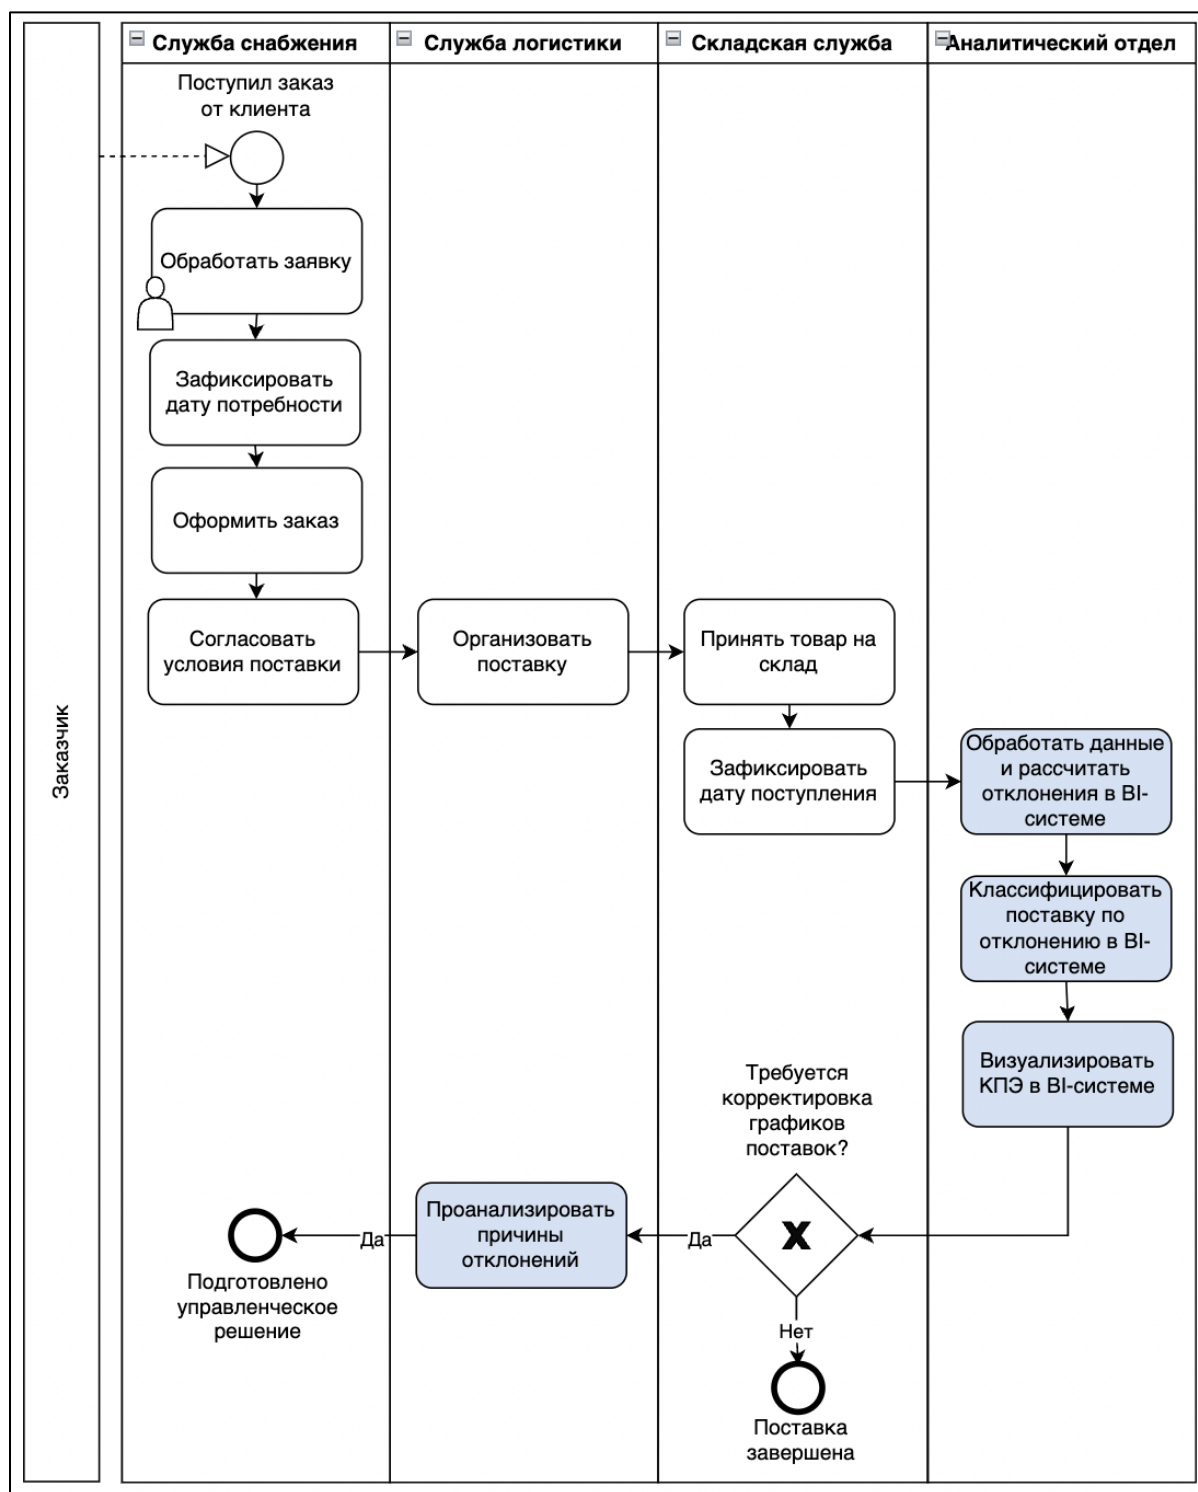 Служба снабжения
Служба логистики
Складская служба
Аналитический отдел
Поступил заказ
от клиента
Обработать заявку
Зафиксировать
дату потребности
Оформить заказ
Согласовать
условия поставки
Организовать
поставку
Принять товар на
склад
Заказчик
Зафиксировать
дату поступления
Обработать данные
и рассчитать
отклонения в BI-
системе
Классифицировать
поставку по
отклонению в BI-
системе
Визуализировать
КПЭ в BI-системе
Требуется
корректировка
графиков
поставок?
X
Да
Проанализировать
причины
отклонений
Да
Подготовлено
управленческое
решение
Нет
Поставка
завершена